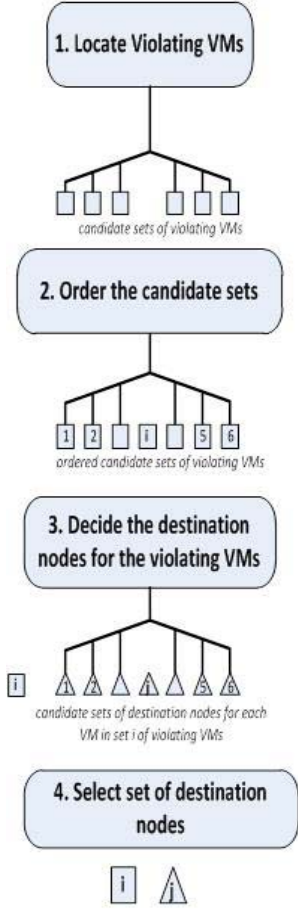 1. Locate Violating VMs
candidate sets of violating VMs
2. Order the candidate sets
1 2 i 5 6
ordered candidate sets of violating VMs
3. Decide the destination
nodes for the violating VMs
i 1 2 j 5 6
candidate sets of destination nodes for each
VM in set i of violating VMs
4. Select set of destination
nodes
i j